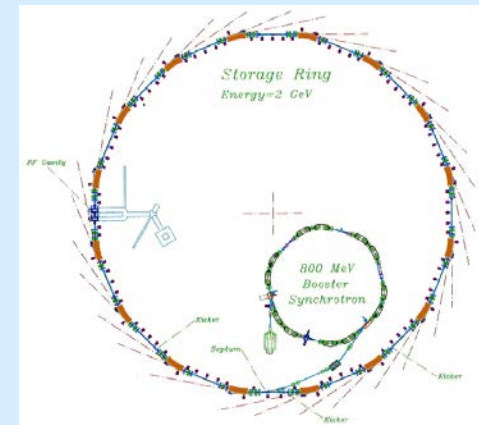 Storage Ring
Energy=2 GeV
RF Cavity
800 MeV
Booster
Synchrotron
Kicker
Septum
Kicker
Kicker